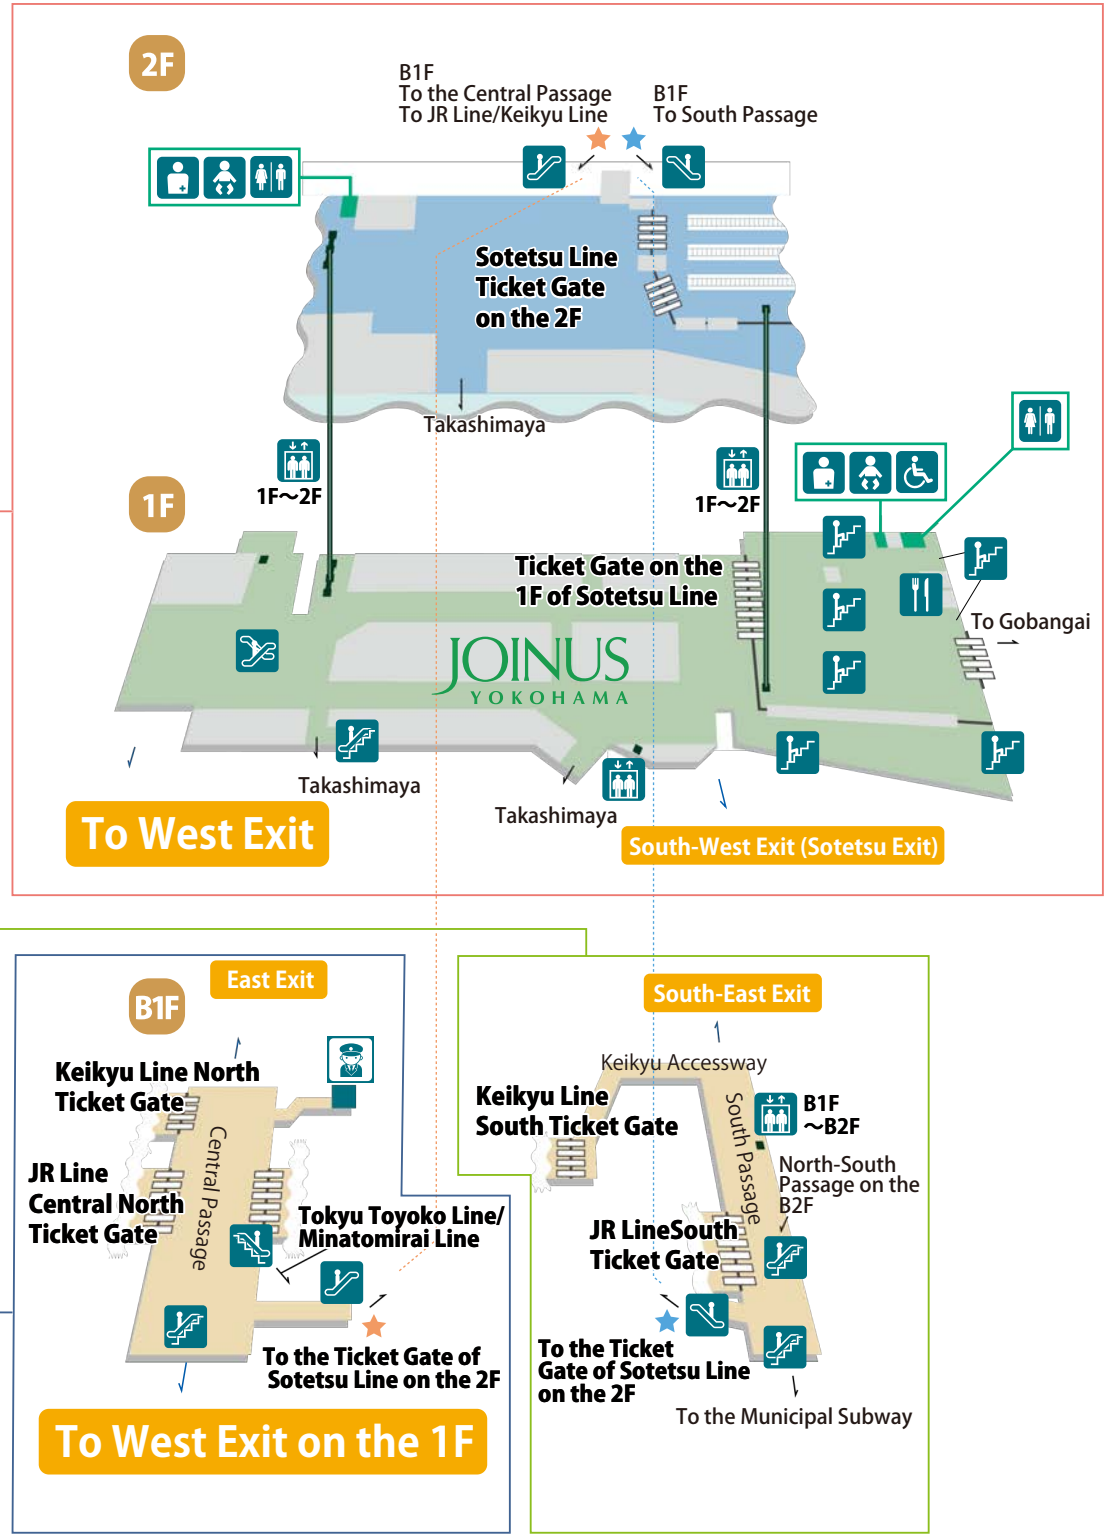 2F
B1F
To the Central Passage
To JR Line/Keikyu Line
B1F
To South Passage
Sotetsu Line
Ticket Gate
on the 2F
Takashimaya
1F～2F
1F～2F
1F
Ticket Gate on the
1F of Sotetsu Line
To Gobangai
JOINUS
YOKOHAMA
Takashimaya
Takashimaya
To West Exit
South-West Exit (Sotetsu Exit)
East Exit
B1F
Keikyu Line North
Ticket Gate
Central Passage
JR Line
Central North
Ticket Gate
Tokyu Toyoko Line/
Minatomirai Line
To the Ticket Gate of
Sotetsu Line on the 2F
To West Exit on the 1F
South-East Exit
Keikyu Accessway
Keikyu Line
South Ticket Gate
South Passage
B1F
～B2F
North-South
Passage on the
B2F
JR LineSouth
Ticket Gate
To the Ticket
Gate of Sotetsu Line
on the 2F
To the Municipal Subway